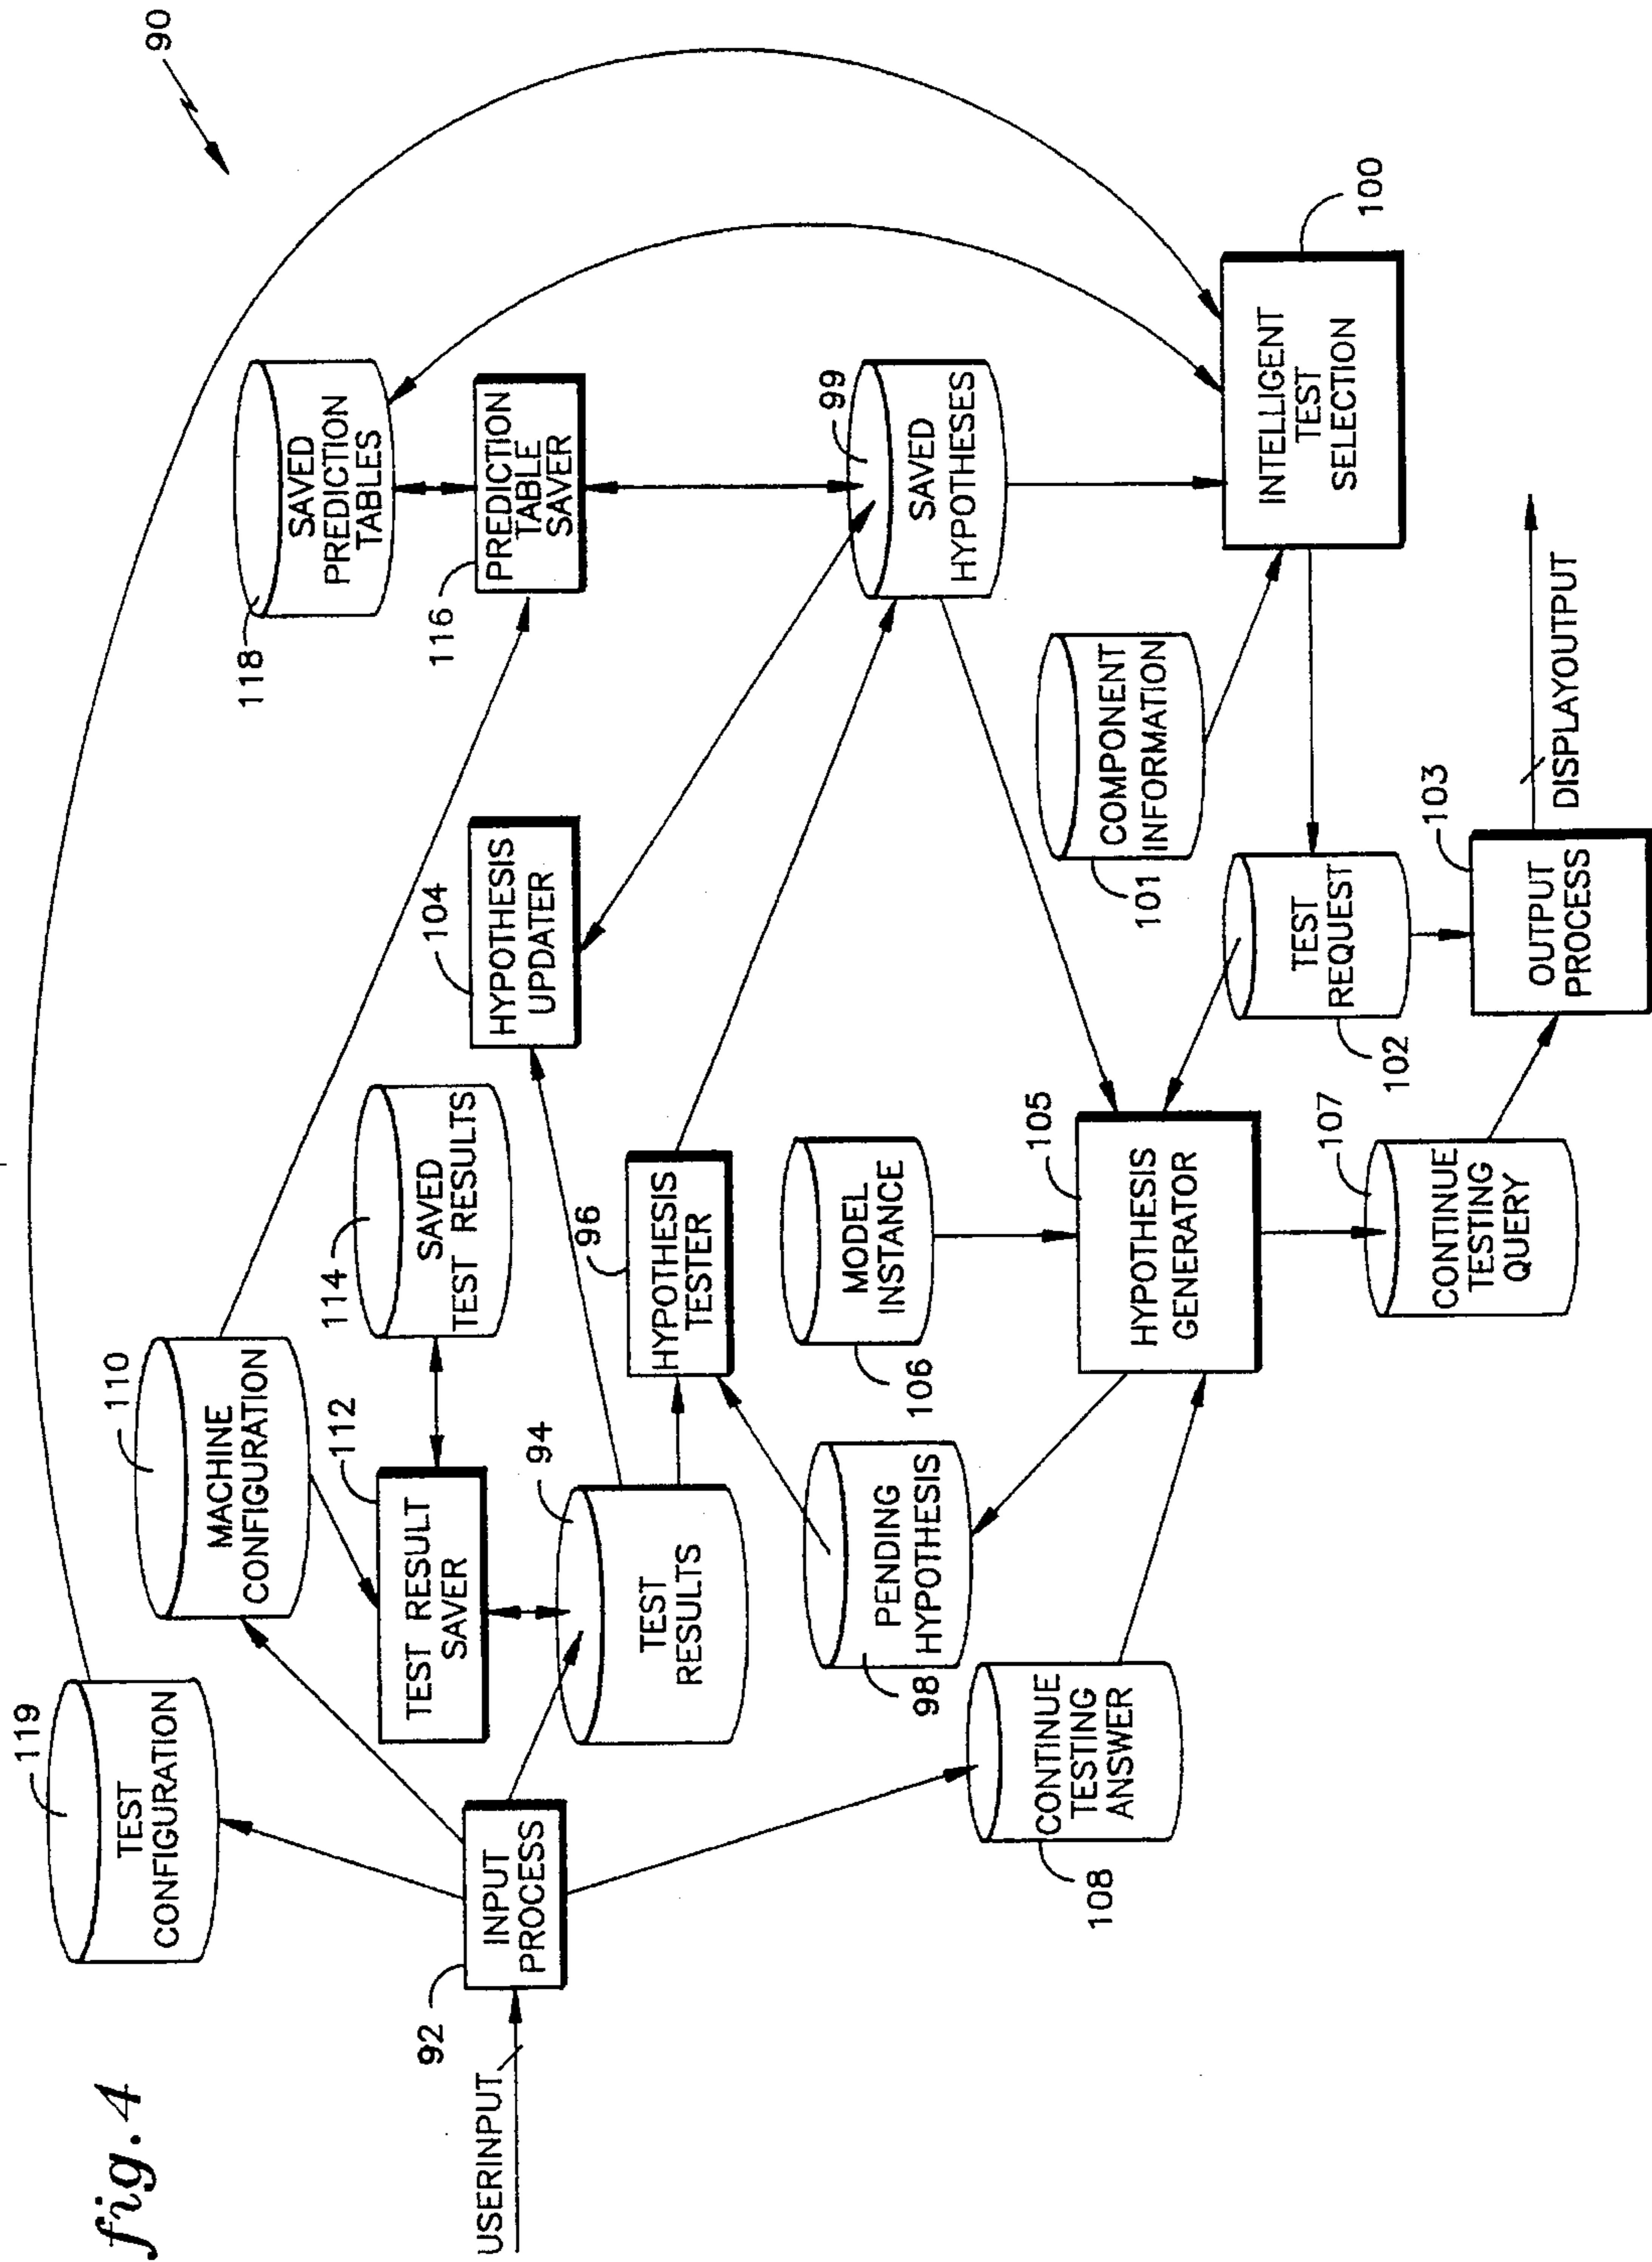 fig.4
90
119
TEST
CONFIGURATION
110
MACHINE
CONFIGURATION
118
SAVED
PREDICTION
TABLES
112
TEST RESULT
SAVER
114
SAVED
TEST RESULTS
104
HYPOTHESIS
UPDATER
116
PREDICTION
TABLE
SAVER
USERINPUT
92
INPUT
PROCESS
94
TEST
RESULTS
96
HYPOTHESIS
TESTER
99
SAVED
HYPOTHESES
98
PENDING
HYPOTHESIS
106
MODEL
INSTANCE
101
COMPONENT
INFORMATION
108
CONTINUE
TESTING
ANSWER
105
HYPOTHESIS
GENERATOR
102
TEST
REQUEST
100
INTELLIGENT
TEST
SELECTION
107
CONTINUE
TESTING
QUERY
103
OUTPUT
PROCESS
DISPLAYOUTPUT